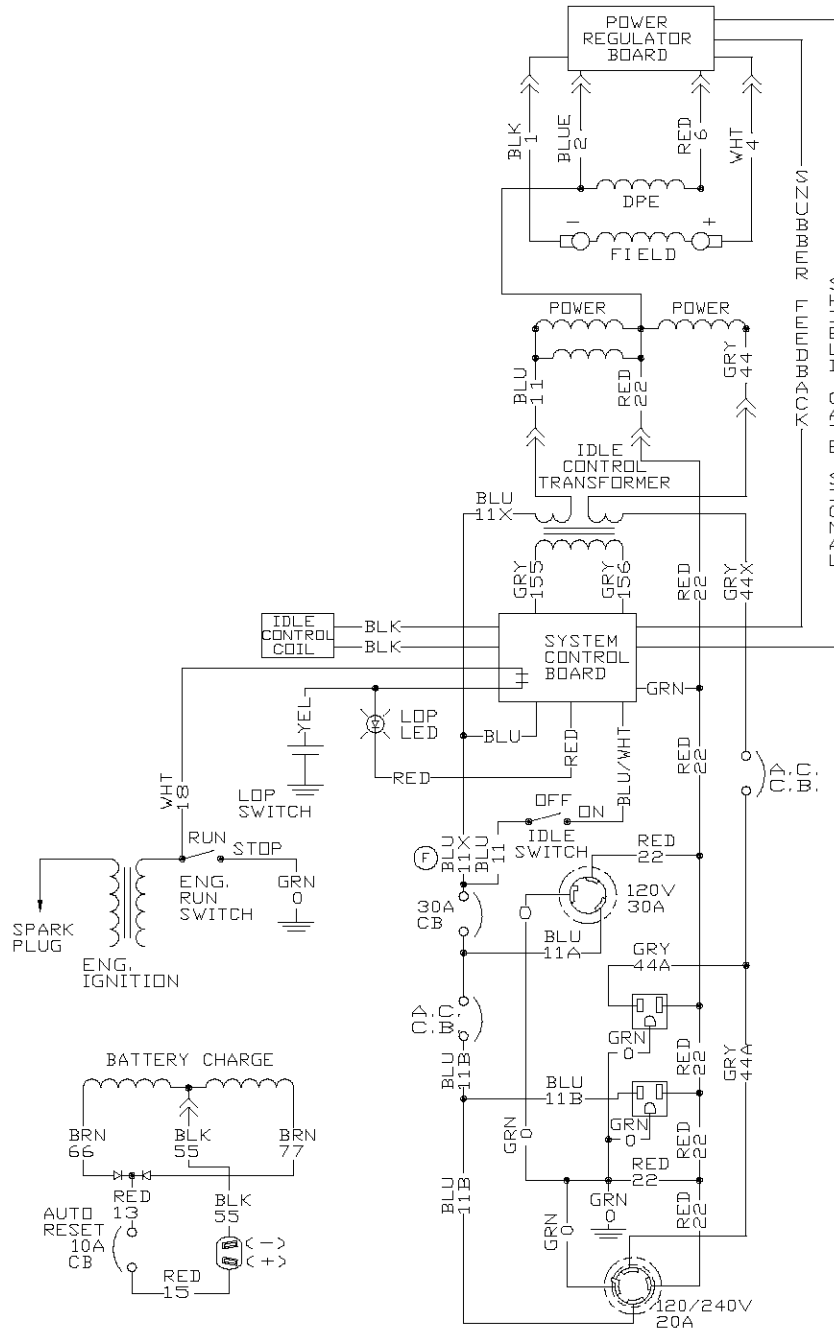 POWER
REGULATOR
BOARD
BLK
1
BLUE
2
RED
6
WHT
4
DPE
-
+
FIELD
SNUBBER FEEDBACK
POWER
POWER
BLU
11
RED
22
GRY
44
IDLE
CONTROL
TRANSFORMER
BLU
11X
GRY
155
GRY
156
RED
22
GRY
44X
IDLE
CONTROL
COIL
BLK
BLK
SYSTEM
CONTROL
BOARD
GRN
YEL
LOP
LED
BLU
RED
BLU/WHT
RED
22
RED
A.C.
C.B.
WHT
18
LOP
SWITCH
OFF
ON
IDLE
SWITCH
RUN
STOP
ENG.
RUN
SWITCH
GRN
0
F
BLU
11X
BLU
11
RED
22
120V
30A
30A
CB
0
BLU
11A
SPARK
PLUG
ENG.
IGNITION
GRY
44A
A.C.
C.B.
GRN
0
BLU
11B
RED
22
GRY
44A
BLU
11B
GRN
0
RED
22
GRN
0
RED
22
BLU
11B
GRN
0
GRN
0
RED
22
120/240V
20A
BATTERY CHARGE
BRN
66
BLK
55
BRN
77
RED
13
BLK
55
AUTO
RESET
10A
CB
(-)
(+)
RED
15